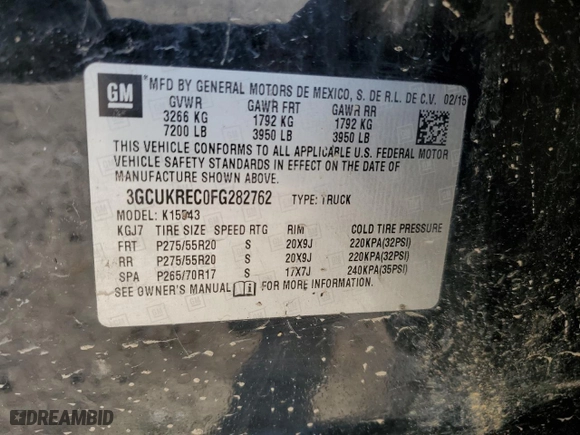 GM
*MFD BY GENERAL MOTORS DE MEXICO, S. DE R.L. DE C.V. 02/15
GVWR GAWR FRT GAWR RR
3266 KG 1792 KG 1792 KG
7200 LB 3950 LB 3950 LB
THIS VEHICLE CONFORMS TO ALL APPLICABLE U.S. FEDERAL MOTOR
VEHICLE SAFETY STANDARDS IN EFFECT ON THE DATE OF
MANUFACTURE SHOWN ABOVE.
3GCUKREC0FG282762 TYPE: TRUCK
MODEL: K15543
KGJ7 TIRE SIZE SPEED RTG RIM COLD TIRE PRESSURE
FRT P275/55R20 S 20X9J 220KPA(32PSI)
RR P275/55R20 S 20X9J 220KPA(32PSI)
SPA P265/70R17 S 17X7J 240KPA(35PSI)
SEE OWNER'S MANUAL FOR MORE INFORMATION.
DREAMBID